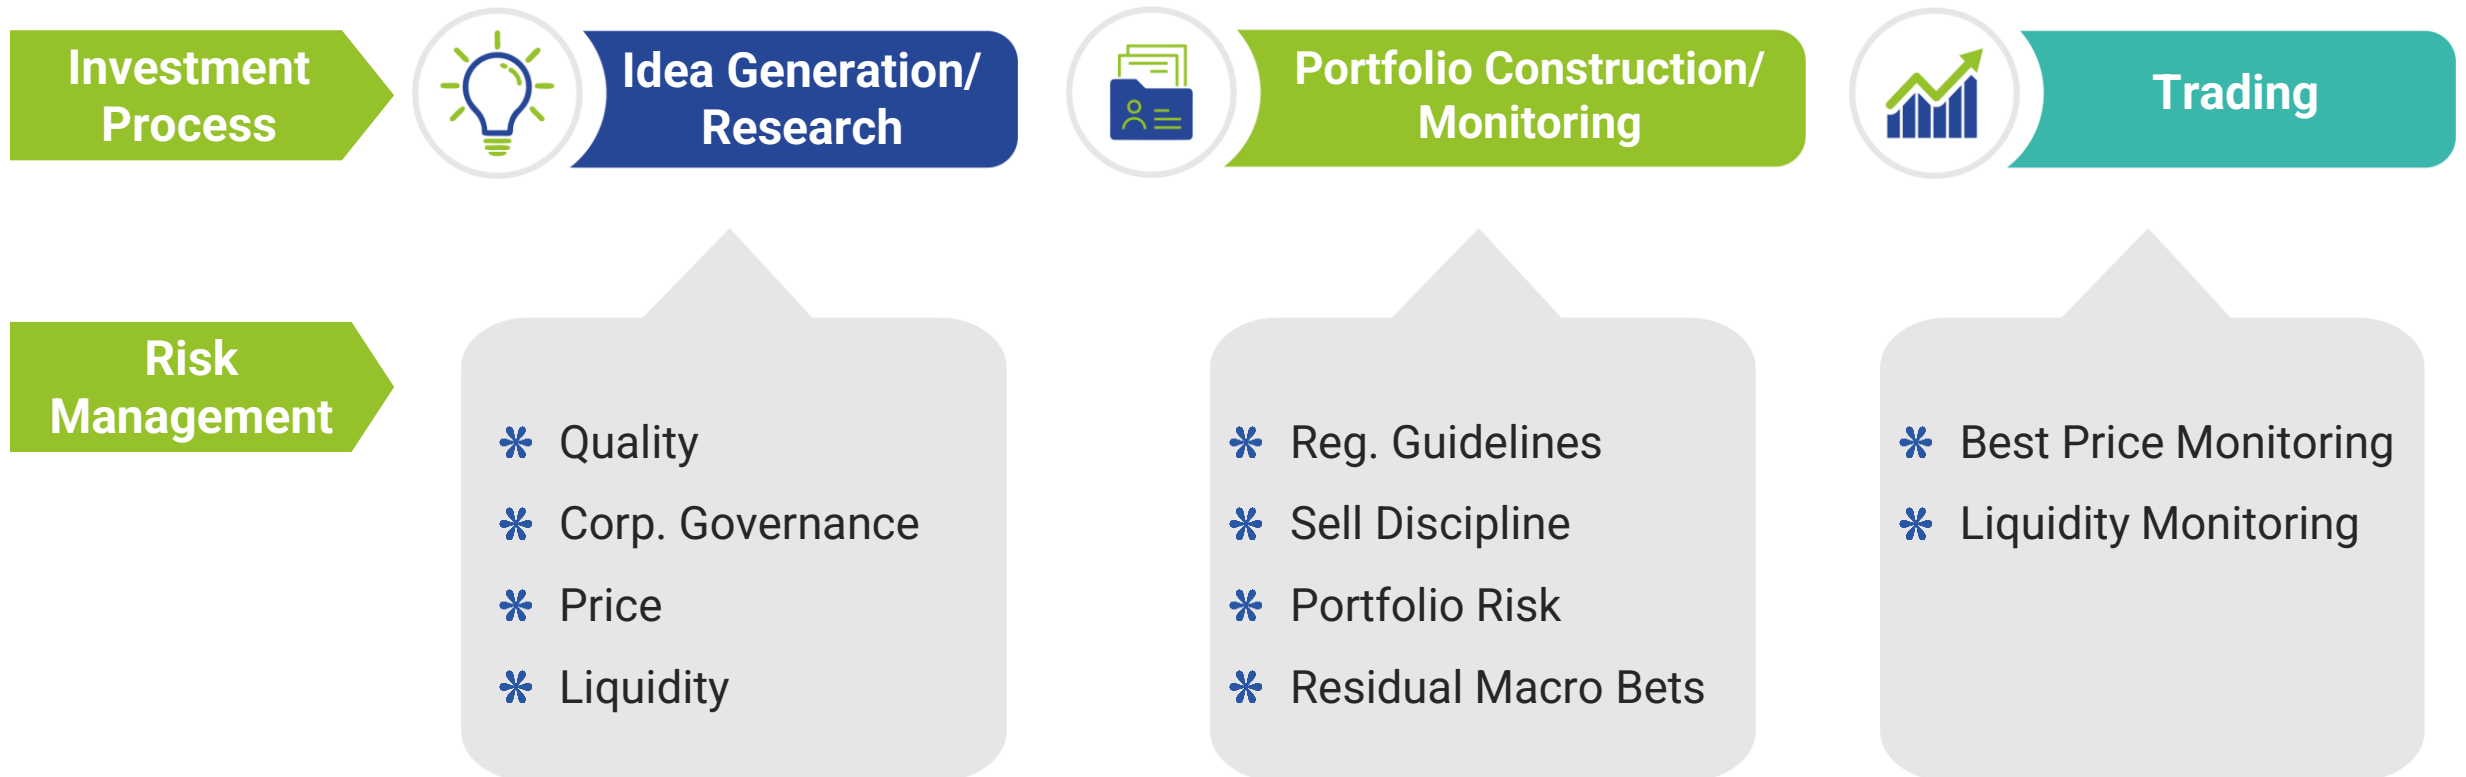 Investment
Process
Idea Generation/
Research
Portfolio Construction/
Monitoring
Trading
Risk
Management
Quality
Corp. Governance
Price
Liquidity
Reg. Guidelines
Sell Discipline
Portfolio Risk
Residual Macro Bets
Best Price Monitoring
Liquidity Monitoring